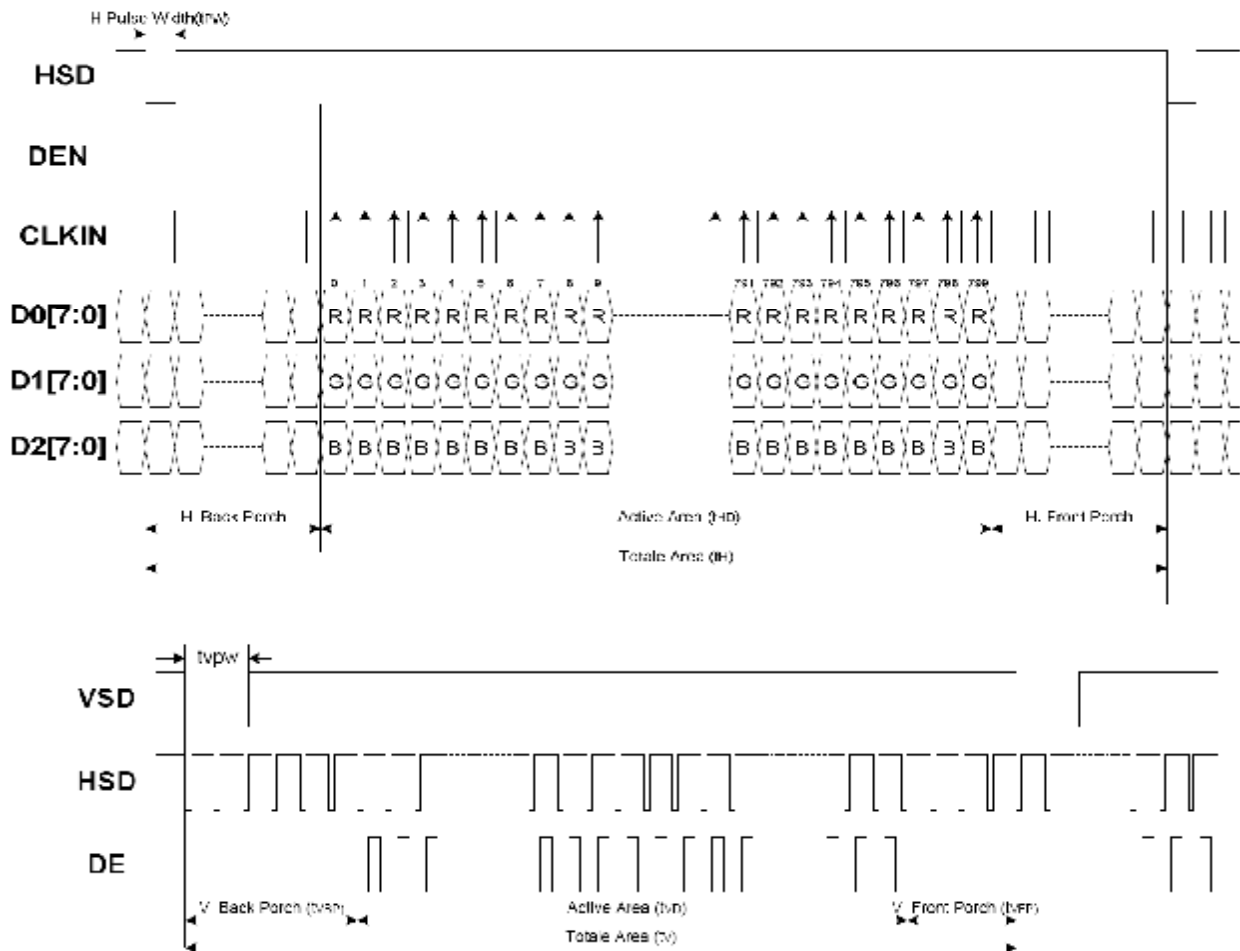 H Pulse Width(tPW)
HSD
DEN
CLKIN
0 1 2 3 4 5 6 7 8 9 791 792 793 794 795 796 797 798 799
D0[7:0] R R R R R R R R R R R R R R R R R R R
D1[7:0] G G G G G G G G G G G G G G G G G G G
D2[7:0] B B B B B B B B B B B B B B B B B B B
H. Back Porch Active Area (tHD) H. Front Porch
Totale Area (tH)
tvpw
VSD
HSD
DE
V Back Porch (tVBP) Active Area (tVD) V Front Porch (tVFP)
Totale Area (tV)